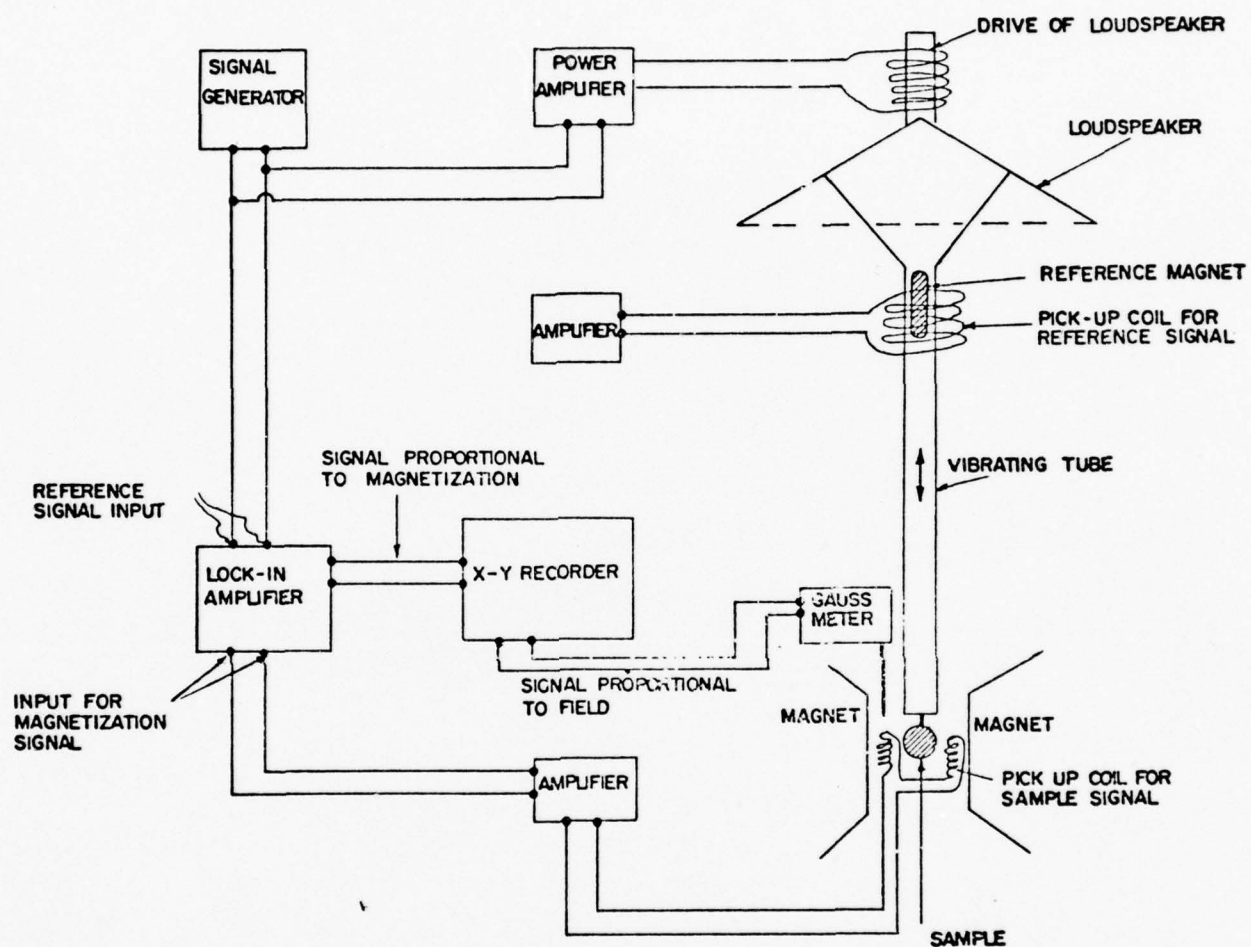 DRIVE OF LOUDSPEAKER
SIGNAL
GENERATOR
POWER
AMPLIFIER
LOUDSPEAKER
REFERENCE MAGNET
PICK-UP COIL FOR
REFERENCE SIGNAL
AMPLIFIER
SIGNAL PROPORTIONAL
TO MAGNETIZATION
VIBRATING TUBE
REFERENCE
SIGNAL INPUT
LOCK-IN
AMPLIFIER
X-Y RECORDER
GAUSS
METER
SIGNAL PROPORTIONAL
TO FIELD
INPUT FOR
MAGNETIZATION
SIGNAL
MAGNET
MAGNET
AMPLIFIER
PICK UP COIL FOR
SAMPLE SIGNAL
SAMPLE